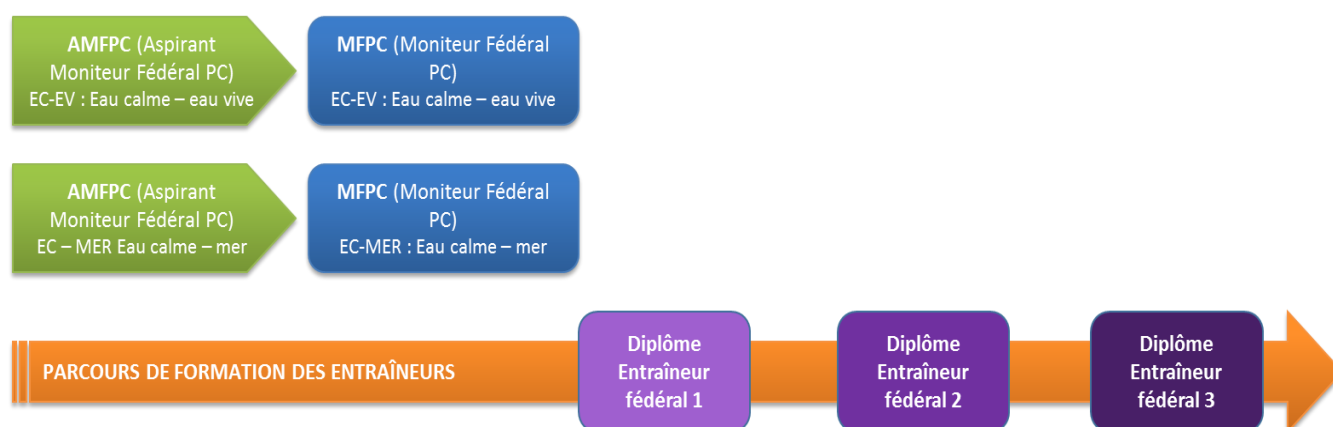 AMFPC (Aspirant
Moniteur Fédéral PC)
EC-EV : Eau calme – eau vive
MFPC (Moniteur Fédéral
PC)
EC-EV : Eau calme – eau vive
AMFPC (Aspirant
Moniteur Fédéral PC)
EC – MER Eau calme – mer
MFPC (Moniteur Fédéral
PC)
EC-MER : Eau calme – mer
PARCOURS DE FORMATION DES ENTRAÎNEURS
Diplôme
Entraîneur
fédéral 1
Diplôme
Entraîneur
fédéral 2
Diplôme
Entraîneur
fédéral 3